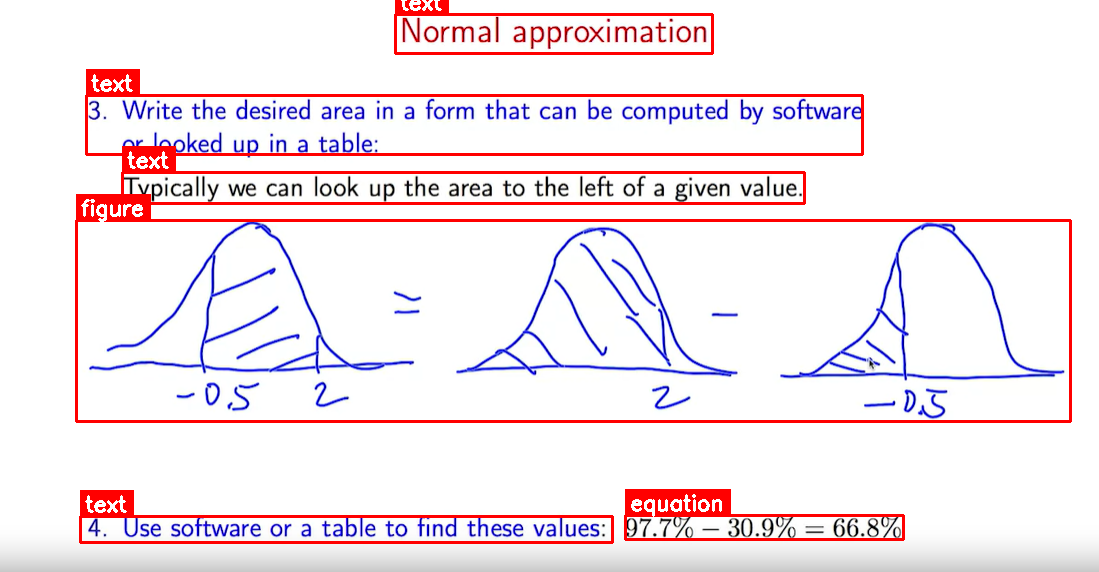 text
Normal approximation
text
3. Write the desired area in a form that can be computed by software
or looked up in a table:
text
Typically we can look up the area to the left of a given value.
figure
= −
−0.5 2 2 −0.5
text equation
4. Use software or a table to find these values: 97.7% − 30.9% = 66.8%